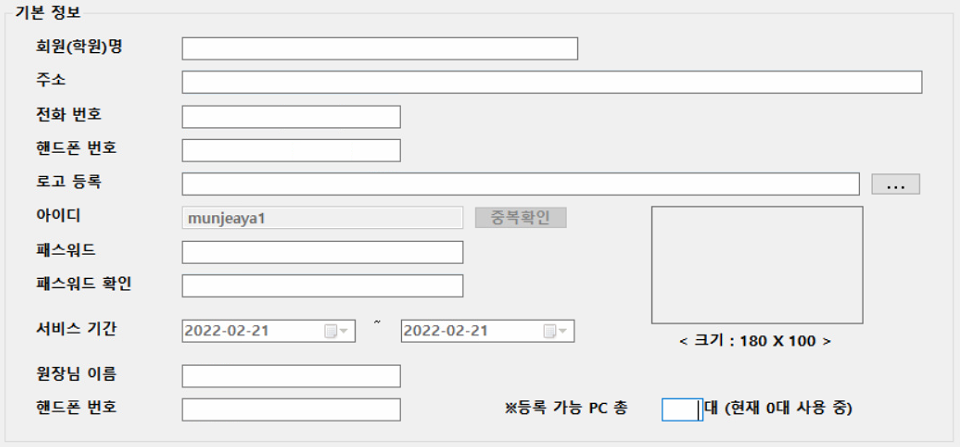 기본 정보
회원(학원)명
주소
전화 번호
핸드폰 번호
로고 등록 ...
아이디 munjeaya1 중복확인
패스워드
패스워드 확인
서비스 기간 2022-02-21 ~ 2022-02-21
< 크기 : 180 X 100 >
원장님 이름
핸드폰 번호 ※등록 가능 PC 총 대 (현재 0대 사용 중)